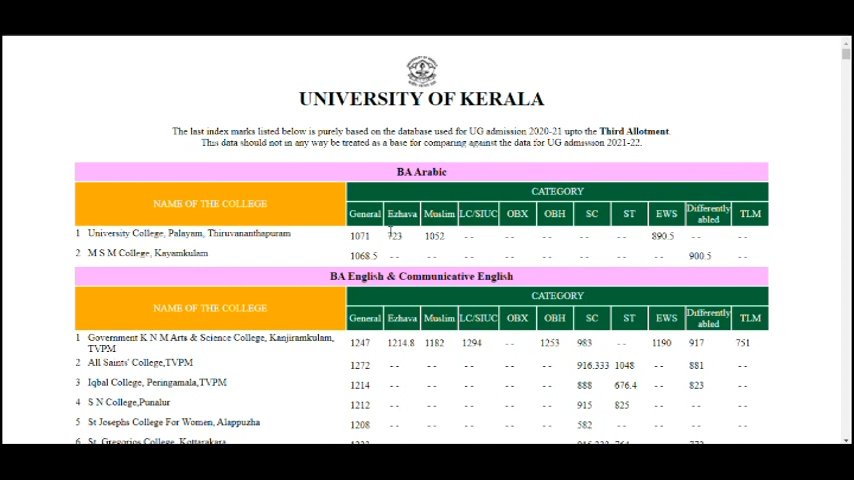 UNIVERSITY OF KERALA
The last index marks listed below is purely based on the database used for UG admission 2020-21 upto the Third Allotment.
This data should not in any way be treated as a base for comparing against the data for UG admission 2021-22.
BA Arabic
NAME OF THE COLLEGE CATEGORY
General Ezhava Muslim LC/SIUC OBX OBH SC ST EWS Differently abled TLM
1 University College, Palayam, Thiruvananthapuram 1071 723 1052 -- -- -- -- -- 890.5 -- --
2 M S M College, Kayamkulam 1068.5 -- -- -- -- -- -- -- -- 900.5 --
BA English & Communicative English
NAME OF THE COLLEGE CATEGORY
General Ezhava Muslim LC/SIUC OBX OBH SC ST EWS Differently abled TLM
1 Government K N M Arts & Science College, Kanjiramkulam, TVPM 1247 1214.8 1182 1294 -- 1253 983 -- 1190 917 751
2 All Saints' College,TVPM 1272 -- -- -- -- -- 916.333 1048 -- 881 --
3 Iqbal College, Peringamala,TVPM 1214 -- -- -- -- -- 888 676.4 -- 823 --
4 S N College,Punalur 1212 -- -- -- -- -- 915 825 -- -- --
5 St Josephs College For Women, Alappuzha 1208 -- -- -- -- -- 582 -- -- -- --
6 St. Gregorios College, Kottarakara